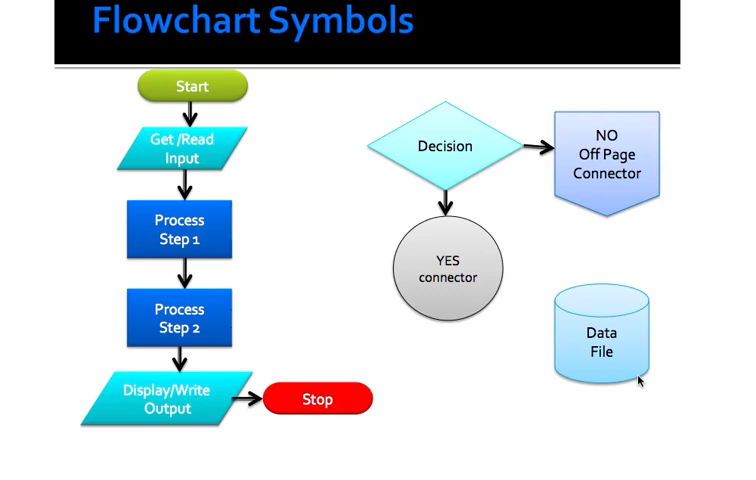 Flowchart Symbols
Start
Get /Read
Input
Process
Step 1
Process
Step 2
Display/Write
Output
Stop
Decision
NO
Off Page
Connector
YES
connector
Data
File